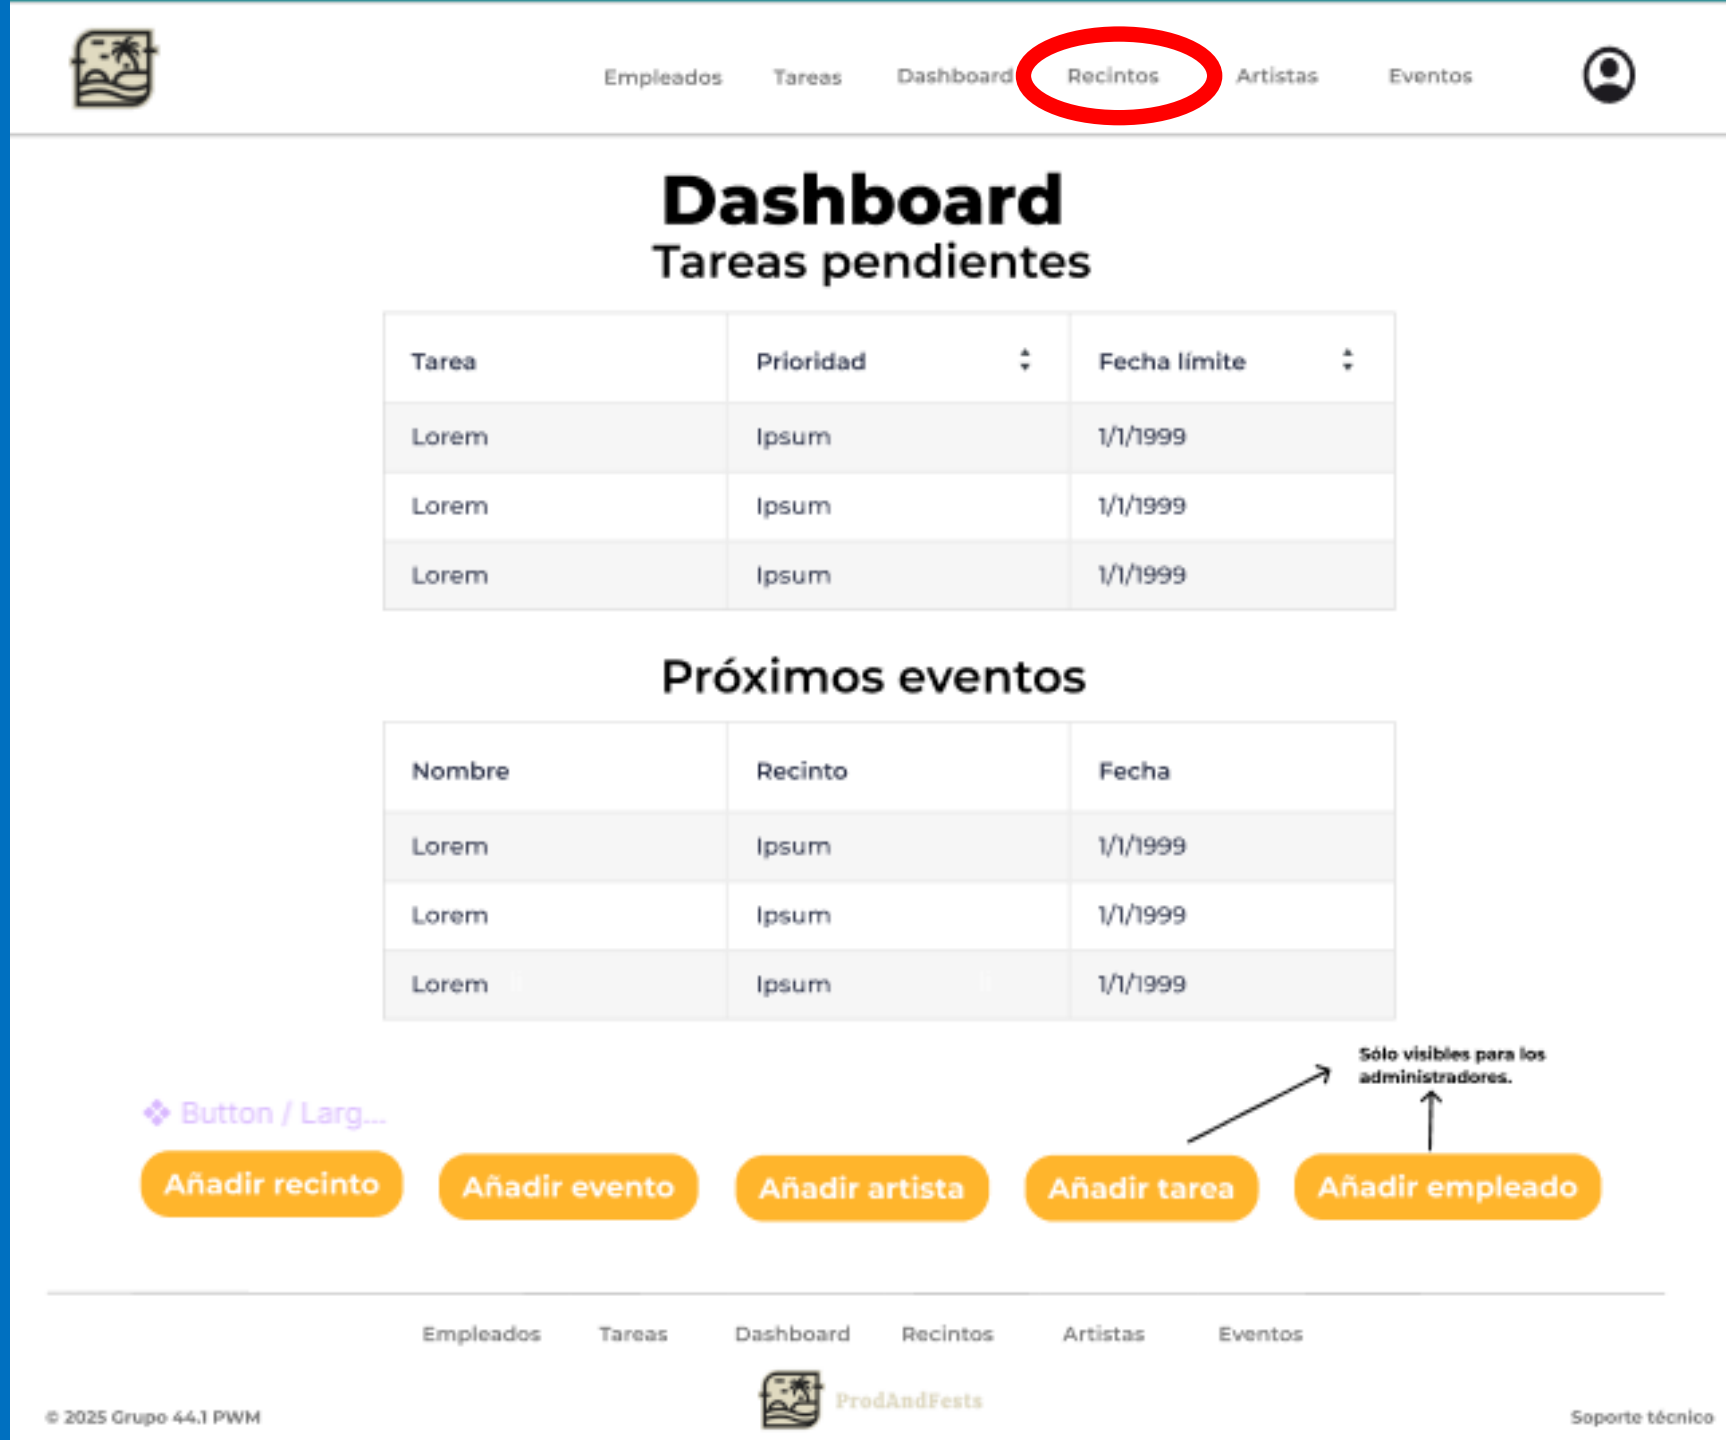 Empleados Tareas Dashboard Recintos Artistas Eventos
Dashboard
Tareas pendientes
Tarea Prioridad Fecha límite
Lorem Ipsum 1/1/1999
Lorem Ipsum 1/1/1999
Lorem Ipsum 1/1/1999
Próximos eventos
Nombre Recinto Fecha
Lorem Ipsum 1/1/1999
Lorem Ipsum 1/1/1999
Lorem Ipsum 1/1/1999
Sólo visibles para los
administradores.
Button / Larg...
Añadir recinto Añadir evento Añadir artista Añadir tarea Añadir empleado
Empleados Tareas Dashboard Recintos Artistas Eventos
ProdAndFests
© 2025 Grupo 44.1 PWM Soporte técnico